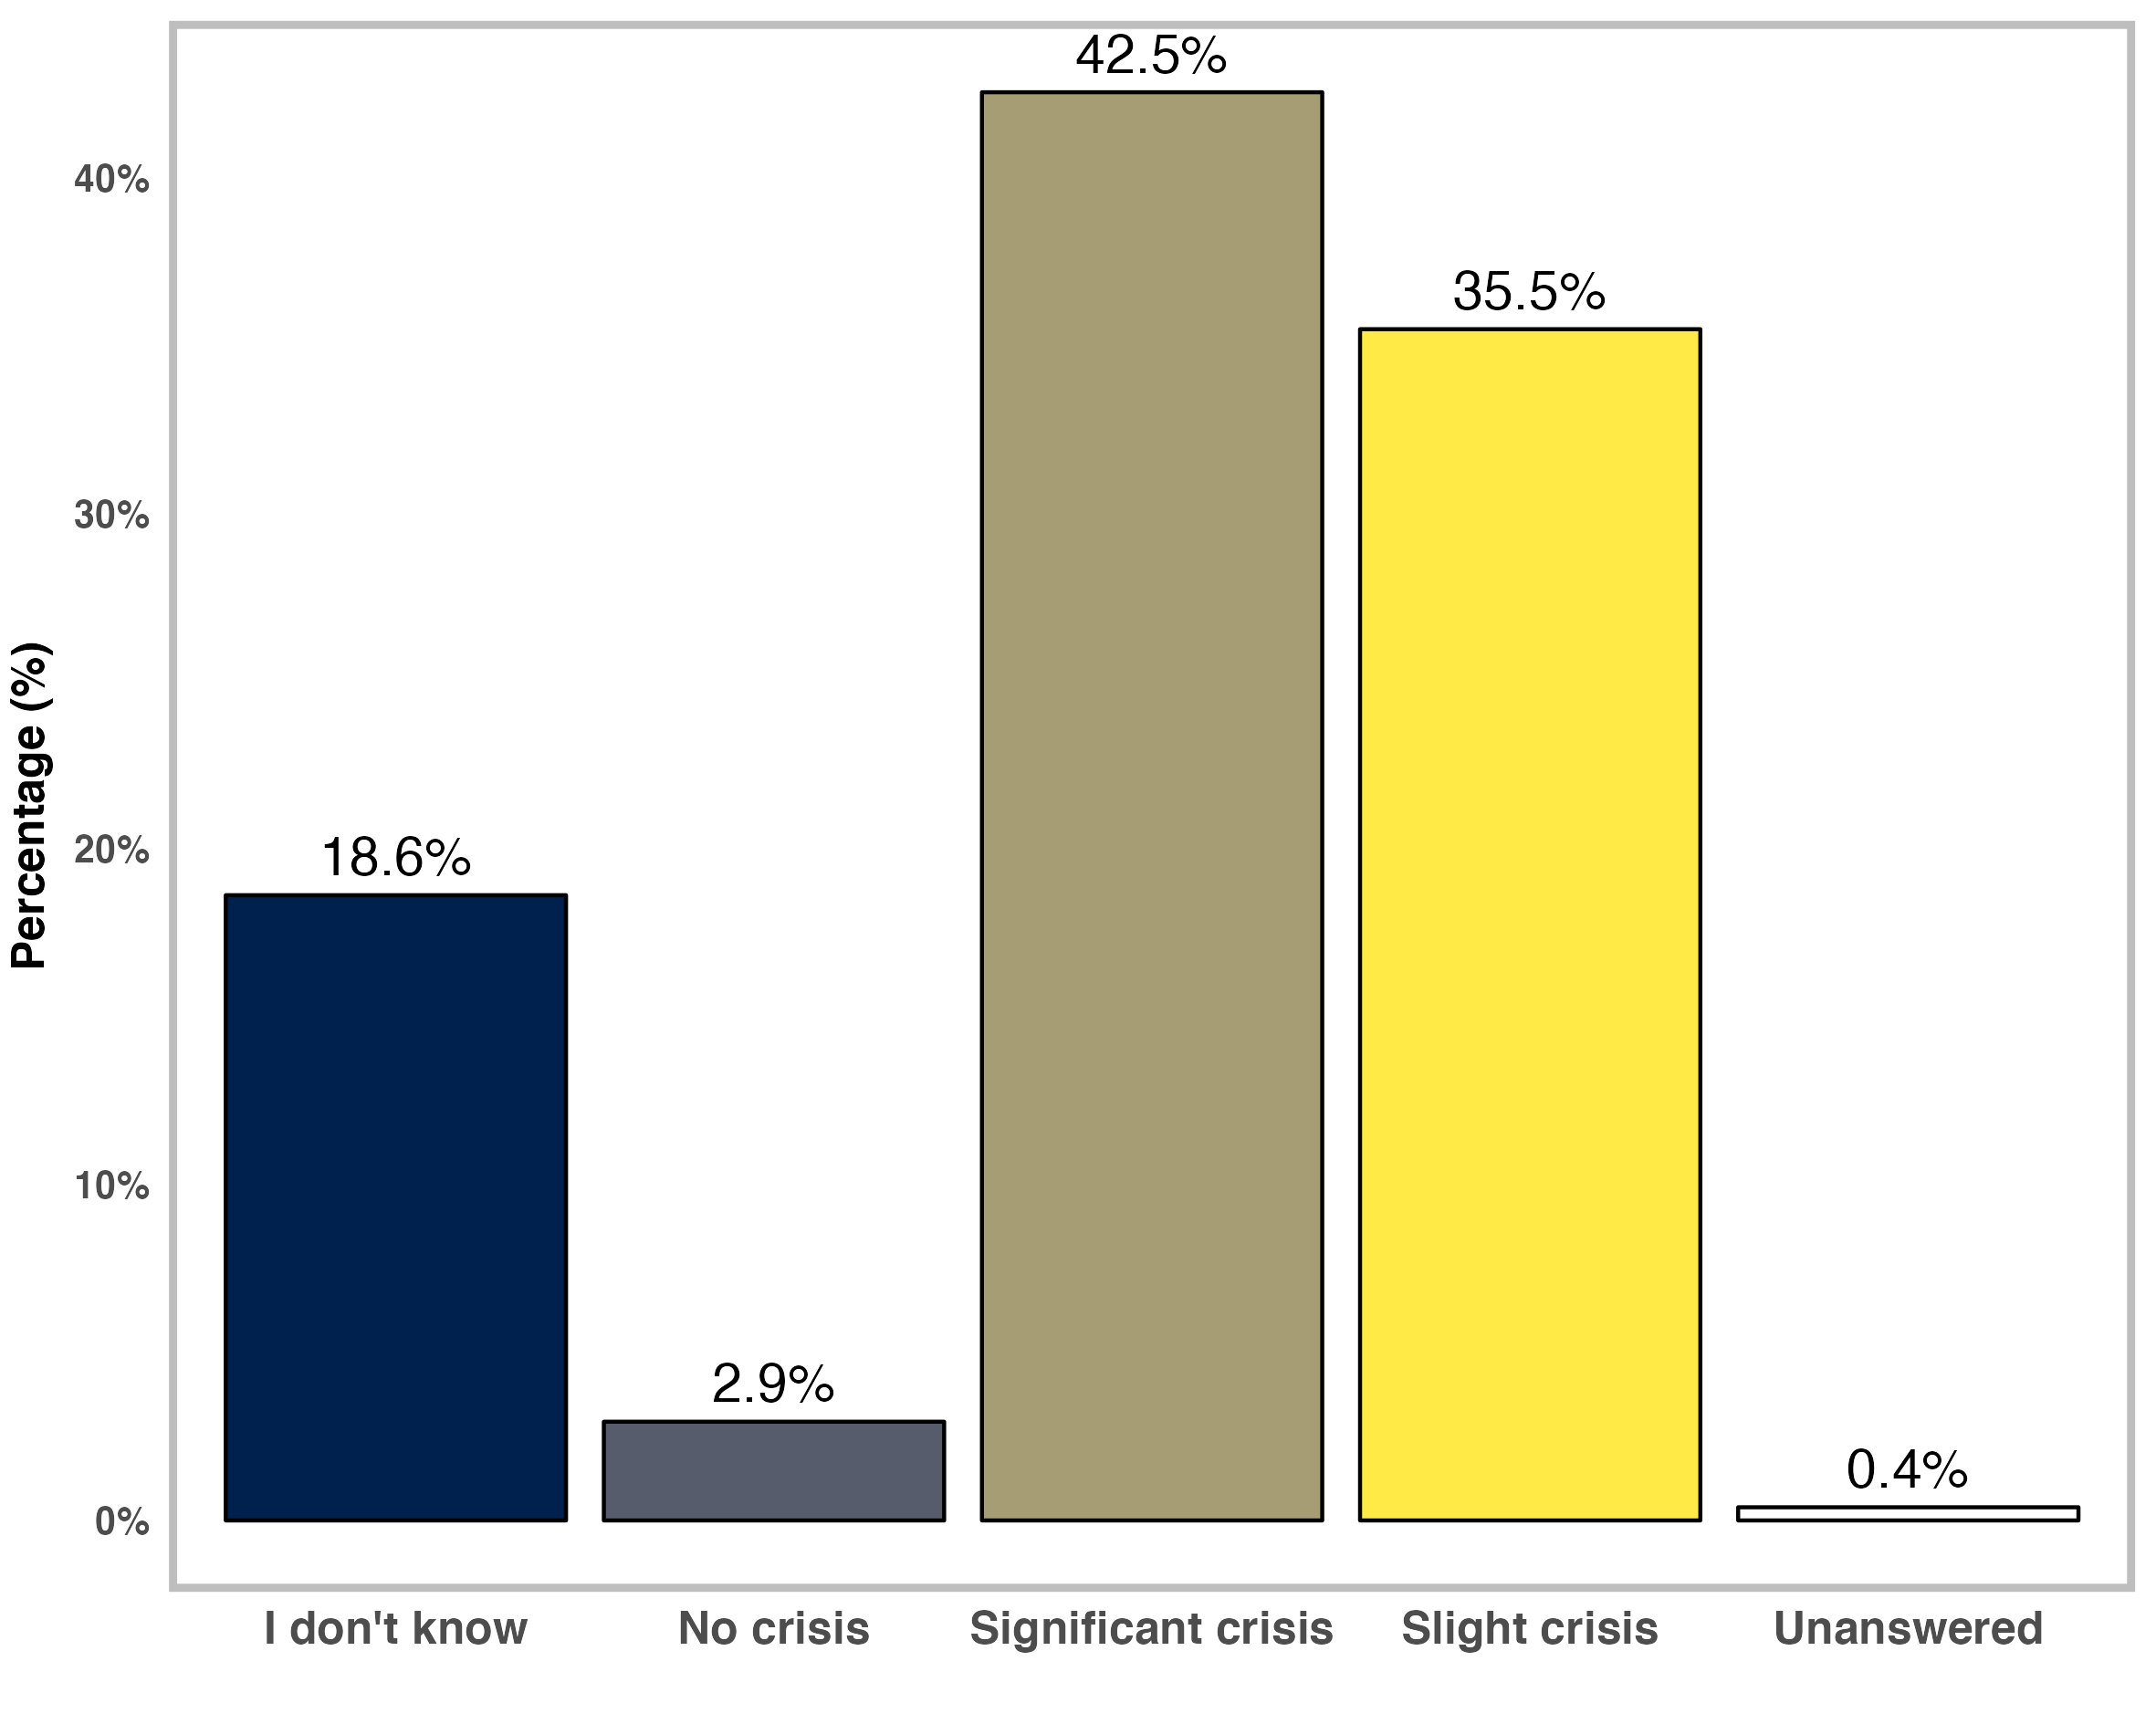 42.5%
40%
35.5%
30%
Percentage (%)
20%
18.6%
10%
2.9%
0.4%
0%
I don't know
No crisis
Significant crisis
Slight crisis
Unanswered